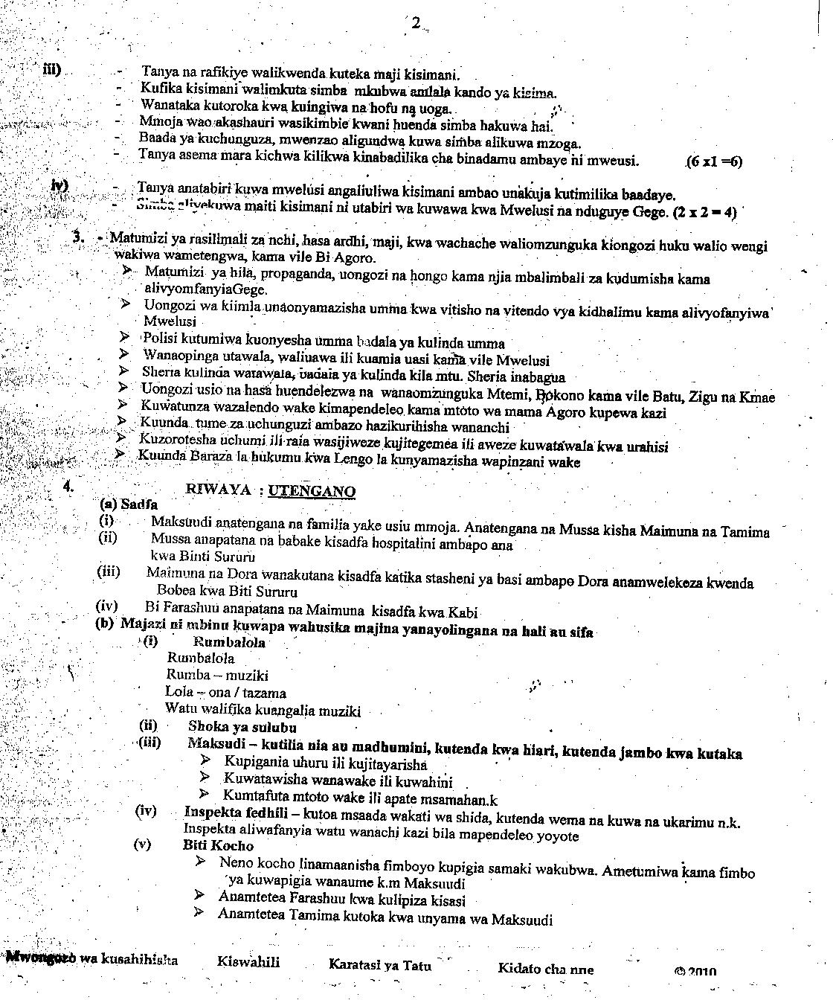 2
iii) - Tanya na rafikiye walikwenda kuteka maji kisimani.
- Kufika kisimani walimkuta simba mkubwa amlala kando ya kisima.
- Wanataka kutoroka kwa kuingiwa na hofu na uoga.
- Mmoja wao akashauri wasikimbie kwani huenda simba hakuwa hai.
- Baada ya kuchunguza, mwenzao aligundwa kuwa simba alikuwa mzoga.
- Tanya asema mara kichwa kilikwa kinabadilika cha binadamu ambaye ni mweusi. (6 x1 =6)
iv) - Tanya anatabiri kuwa mwelusi angaliuliwa kisimani ambao unakuja kutimilika baadaye.
- Simba aliyekuwa maiti kisimani ni utabiri wa kuwawa kwa Mwelusi na nduguye Gege. (2 x 2 = 4)
3. - Matumizi ya rasilimali za nchi, hasa ardhi, maji, kwa wachache waliomzunguka kiongozi huku walio wengi
wakiwa wametengwa, kama vile Bi Agoro.
➢ Matumizi ya hila, propaganda, uongozi na hongo kama njia mbalimbali za kudumisha kama
alivyomfanyiaGege.
➢ Uongozi wa kiimla unaonyamazisha umma kwa vitisho na vitendo vya kidhalimu kama alivyofanyiwa
Mwelusi
➢ Polisi kutumiwa kuonyesha umma badala ya kulinda umma
➢ Wanaopinga utawala, waliuawa ili kuamia uasi kama vile Mwelusi
➢ Sheria kulinda watawala, badala ya kulinda kila mtu. Sheria inabagua
➢ Uongozi usio na hasa huendelezwa na wanaomzunguka Mtemi, Bokono kama vile Batu, Zigu na Kmae
➢ Kuwatunza wazalendo wake kimapendeleo kama mtoto wa mama Agoro kupewa kazi
➢ Kuunda tume za uchunguzi ambazo hazikurihisha wananchi
➢ Kuzorotesha uchumi ili raia wasijiweze kujitegemea ili aweze kuwatawala kwa urahisi
➢ Kuunda Baraza la hukumu kwa Lengo la kunyamazisha wapinzani wake
4. RIWAYA : UTENGANO
(a) Sadfa
(i) Maksuudi anatengana na familia yake usiu mmoja. Anatengana na Mussa kisha Maimuna na Tamima
(ii) Mussa anapatana na babake kisadfa hospitalini ambapo ana
kwa Binti Sururu
(iii) Maimuna na Dora wanakutana kisadfa katika stasheni ya basi ambapo Dora anamwelekeza kwenda
Bobea kwa Biti Sururu
(iv) Bi Farashuu anapatana na Maimuna kisadfa kwa Kabi
(b) Majazi ni mbinu kuwapa wahusika majina yanayolingana na hali au sifa
(i) Rumbalola
Rumbalola
Rumba – muziki
Lola – ona / tazama
Watu walifika kuangalia muziki
(ii) Shoka ya sulubu
(iii) Maksudi – kutilia nia au madhumini, kutenda kwa hiari, kutenda jambo kwa kutaka
➢ Kupigania uhuru ili kujitayarisha
➢ Kuwatawisha wanawake ili kuwahini
➢ Kumtafuta mtoto wake ili apate msamahan.k
(iv) Inspekta fedhili – kutoa msaada wakati wa shida, kutenda wema na kuwa na ukarimu n.k.
Inspekta aliwafanyia watu wanachi kazi bila mapendeleo yoyote
(v) Biti Kocho
➢ Neno kocho linamaanisha fimboyo kupigia samaki wakubwa. Ametumiwa kama fimbo
ya kuwapigia wanaume k.m Maksuudi
➢ Anamtetea Farashuu kwa kulipiza kisasi
➢ Anamtetea Tamima kutoka kwa unyama wa Maksuudi
Mwongozo wa kusahihisha Kiswahili Karatasi ya Tatu Kidato cha nne © 2010